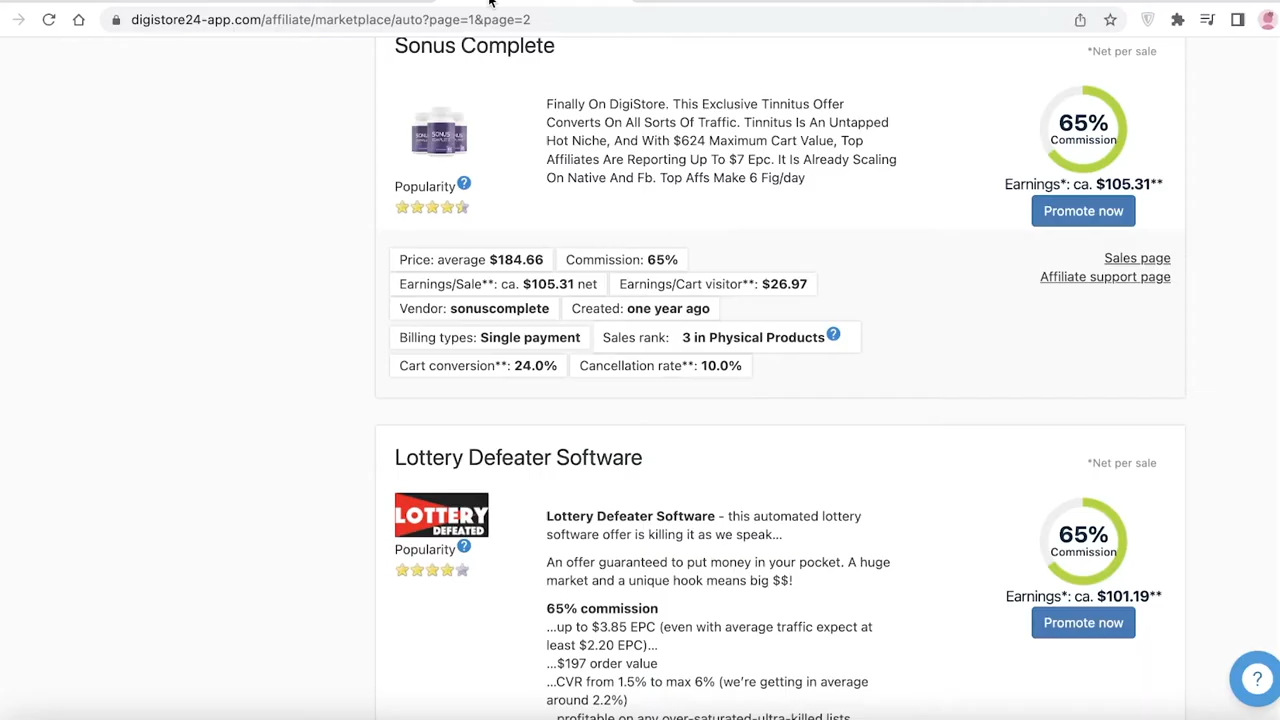 digistore24-app.com/affiliate/marketplace/auto?page=1&page=2
Sonus Complete
*Net per sale
Finally On DigiStore. This Exclusive Tinnitus Offer
Converts On All Sorts Of Traffic. Tinnitus Is An Untapped
Hot Niche, And With $624 Maximum Cart Value, Top
Affiliates Are Reporting Up To $7 Epc. It Is Already Scaling
On Native And Fb. Top Affs Make 6 Fig/day
65%
Commission
SONUS
Popularity ?
Earnings*: ca. $105.31**
Promote now
Price: average $184.66
Commission: 65%
Sales page
Earnings/Sale**: ca. $105.31 net
Earnings/Cart visitor**: $26.97
Affiliate support page
Vendor: sonuscomplete
Created: one year ago
Billing types: Single payment
Sales rank: 3 in Physical Products ?
Cart conversion**: 24.0%
Cancellation rate**: 10.0%
Lottery Defeater Software
*Net per sale
LOTTERY
DEFEATED
Popularity ?
Lottery Defeater Software - this automated lottery
software offer is killing it as we speak...
An offer guaranteed to put money in your pocket. A huge
market and a unique hook means big $$!
65%
Commission
Earnings*: ca. $101.19**
Promote now
65% commission
...up to $3.85 EPC (even with average traffic expect at
least $2.20 EPC)...
...$197 order value
...CVR from 1.5% to max 6% (we're getting in average
around 2.2%)
...profitable on any over-saturated-ultra-killed lists
?